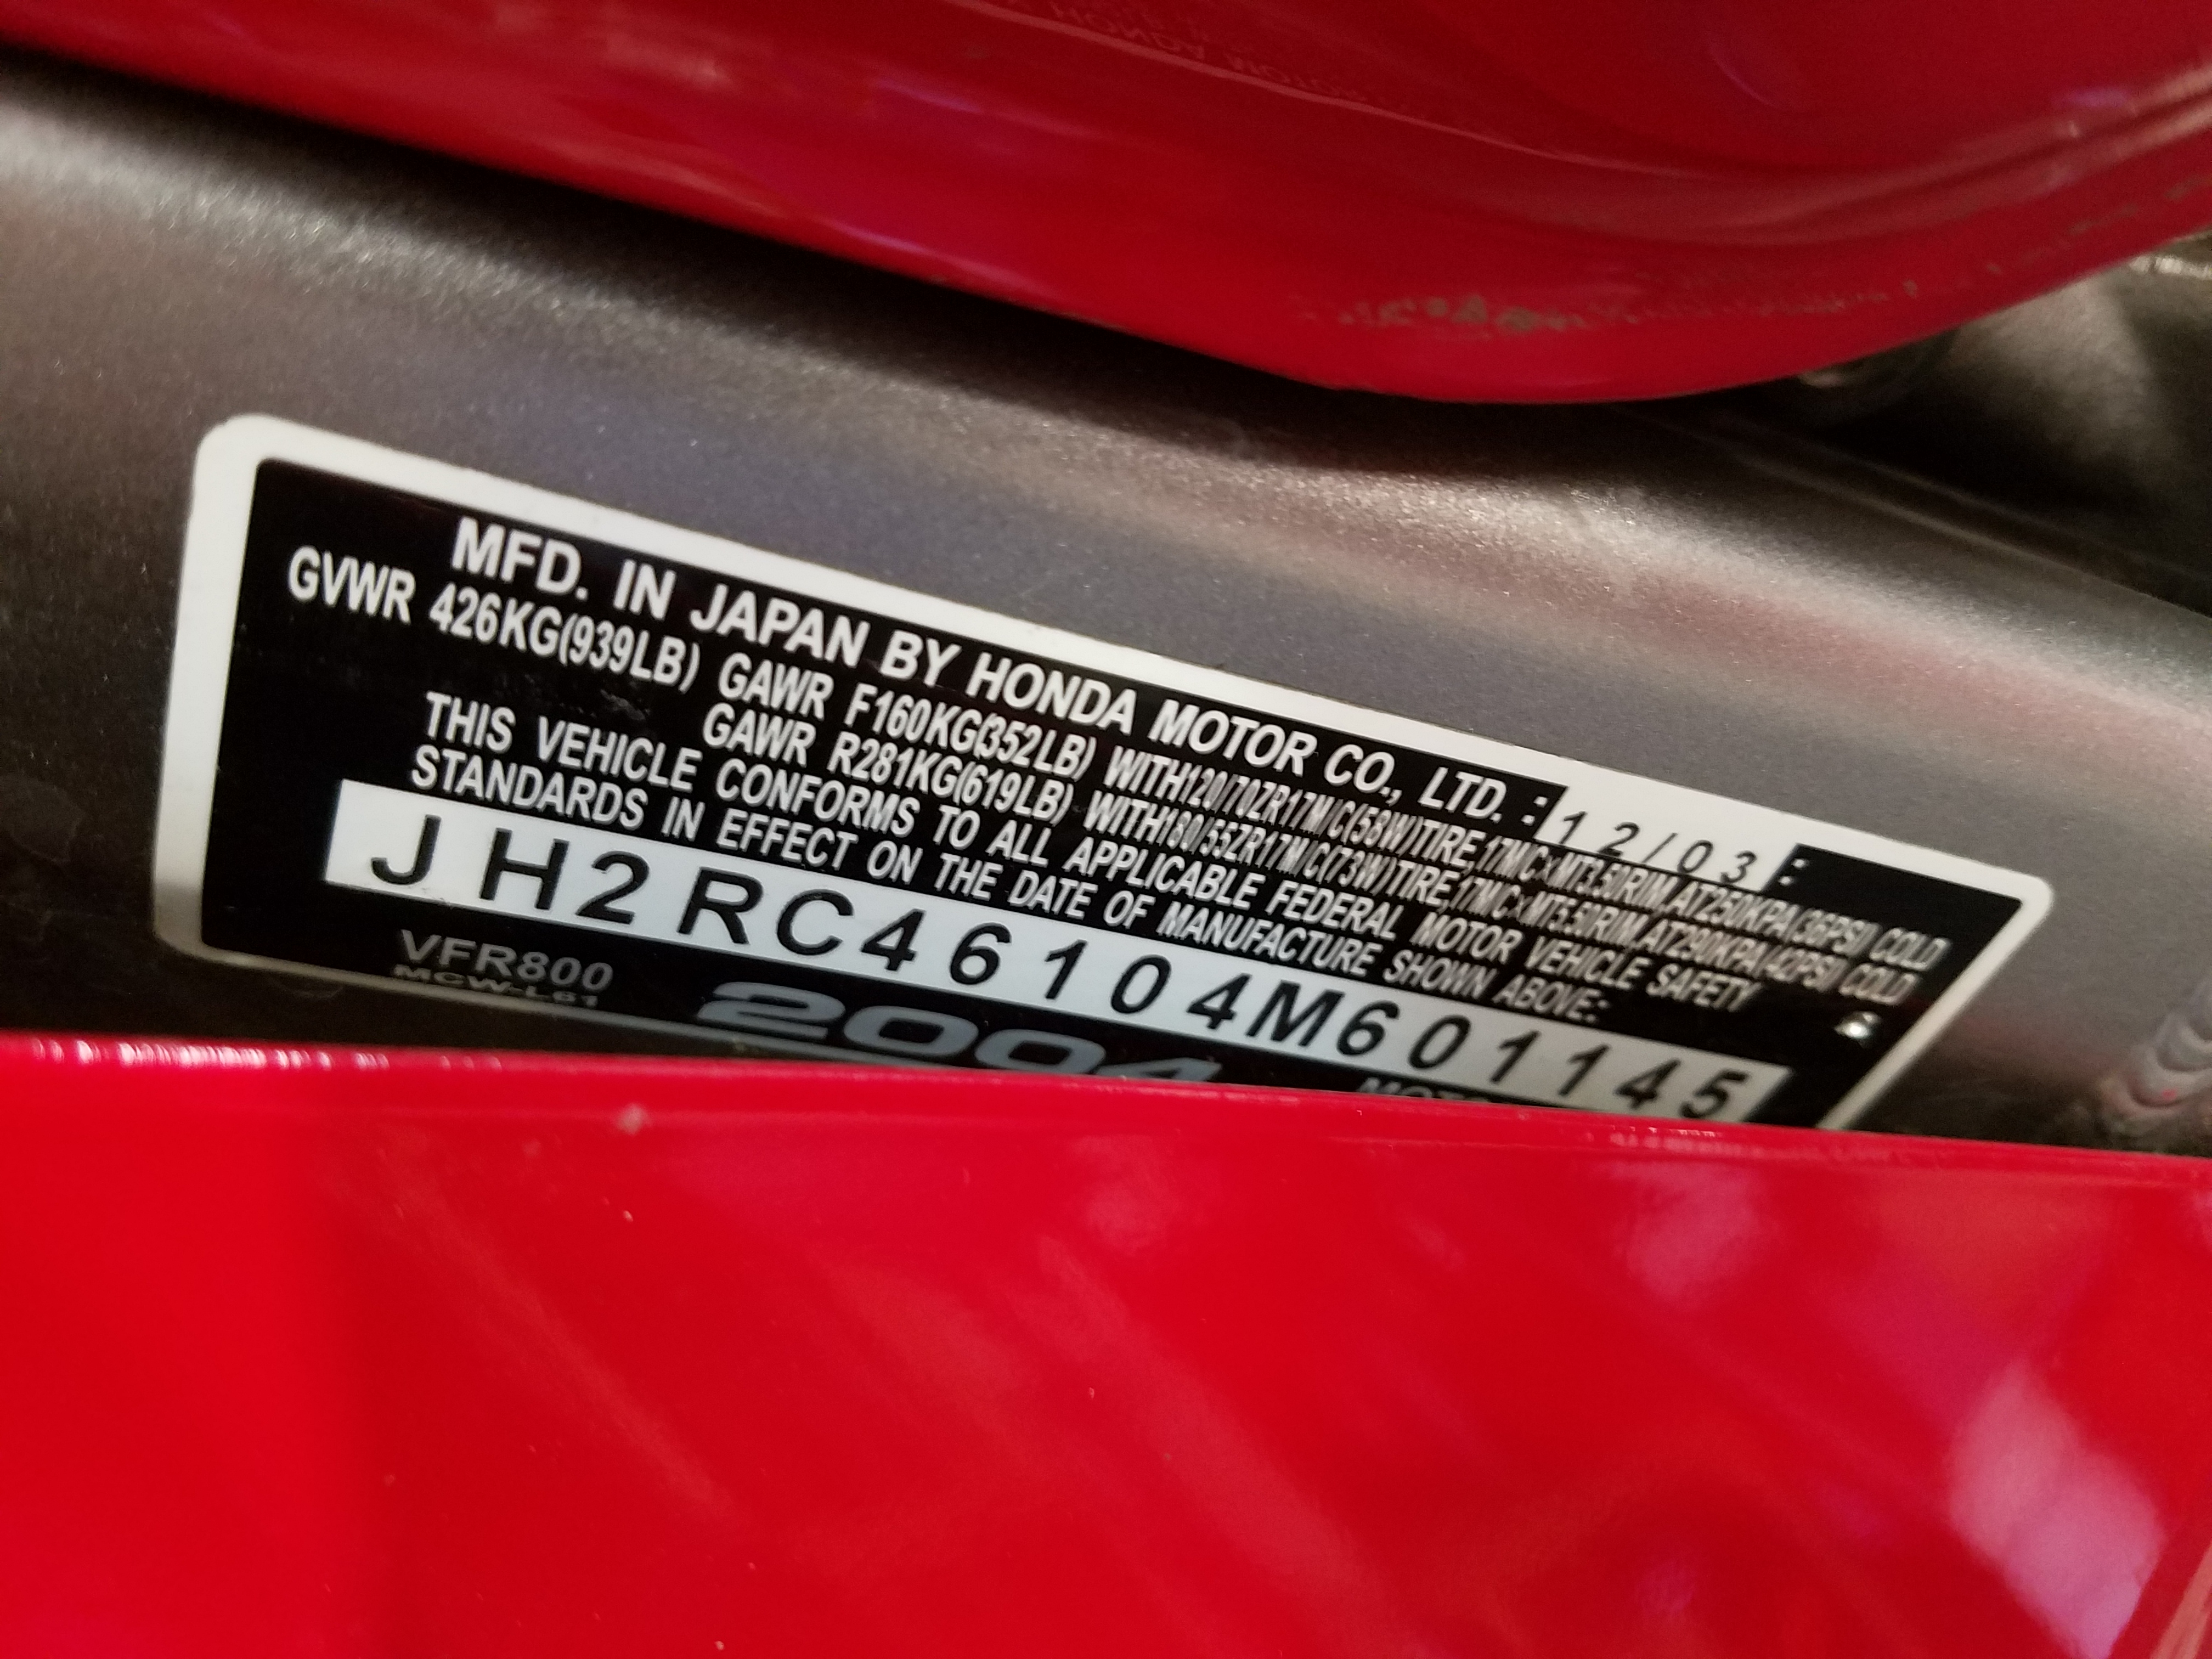 MFD. IN JAPAN BY HONDA MOTOR CO., LTD. : 12/03 :
GVWR 426KG(939LB) GAWR F160KG(352LB) WITH120/70ZR17M/C(58W)TIRE,17M/C×MT3.50RIM,AT250KPA(36PSI) COLD
GAWR R281KG(619LB) WITH180/55ZR17M/C(73W)TIRE,17M/C×MT5.50RIM,AT290KPA(42PSI) COLD
THIS VEHICLE CONFORMS TO ALL APPLICABLE FEDERAL MOTOR VEHICLE SAFETY
STANDARDS IN EFFECT ON THE DATE OF MANUFACTURE SHOWN ABOVE:
JH2RC46104M601145
VFR800
MCW-L61
2004